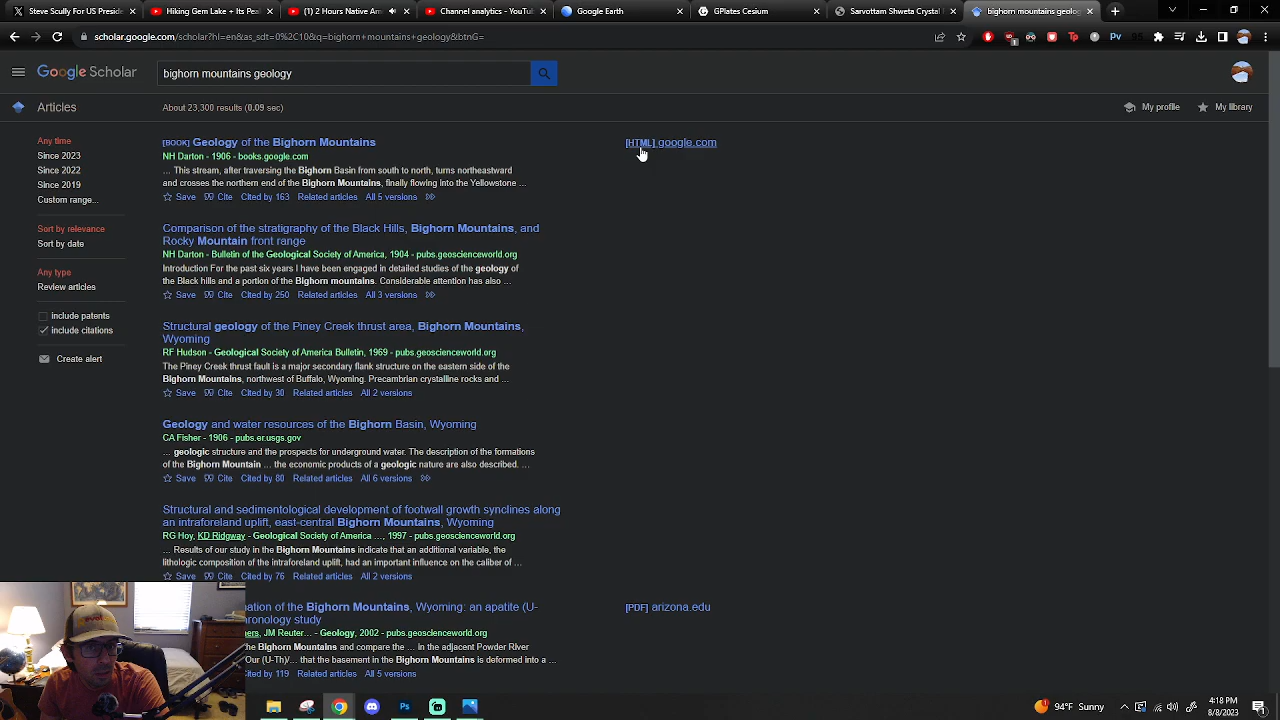 Scully For US Presid
Hiking Gem Lake + Its Pea
(1) 2 Hours Native Am
Channel analytics - YouTu
Google Earth
GPlates Cesium
Sarvottam Shweta Crystal
bighorn mountains geolog
scholar.google.com/scholar?hl=en&as_sdt=0%2C10&q=bighorn+mountains+geology&btnG=
Google Scholar
bighorn mountains geology
Articles
About 23,300 results (0.09 sec)
My profile
My library
Any time
Since 2023
Since 2022
Since 2019
Custom range...
Sort by relevance
Sort by date
Any type
Review articles
include patents
include citations
Create alert
[BOOK] Geology of the Bighorn Mountains
[HTML] google.com
NH Darton - 1906 - books.google.com
... This stream, after traversing the Bighorn Basin from south to north, turns northeastward
and crosses the northern end of the Bighorn Mountains, finally flowing into the Yellowstone ...
Save Cite Cited by 163 Related articles All 5 versions
Comparison of the stratigraphy of the Black Hills, Bighorn Mountains, and
Rocky Mountain front range
NH Darton - Bulletin of the Geological Society of America, 1904 - pubs.geoscienceworld.org
Introduction For the past six years I have been engaged in detailed studies of the geology of
the Black hills and a portion of the Bighorn mountains. Considerable attention has also ...
Save Cite Cited by 250 Related articles All 3 versions
Structural geology of the Piney Creek thrust area, Bighorn Mountains,
Wyoming
RF Hudson - Geological Society of America Bulletin, 1969 - pubs.geoscienceworld.org
The Piney Creek thrust fault is a major secondary flank structure on the eastern side of the
Bighorn Mountains, northwest of Buffalo, Wyoming. Precambrian crystalline rocks and ...
Save Cite Cited by 30 Related articles All 2 versions
Geology and water resources of the Bighorn Basin, Wyoming
CA Fisher - 1906 - pubs.er.usgs.gov
... geologic structure and the prospects for underground water. The description of the formations
of the Bighorn Mountain ... the economic products of a geologic nature are also described. ...
Save Cite Cited by 80 Related articles All 6 versions
Structural and sedimentological development of footwall growth synclines along
an intraforeland uplift, east-central Bighorn Mountains, Wyoming
RG Hoy, KD Ridgway - Geological Society of America ..., 1997 - pubs.geoscienceworld.org
... Results of our study in the Bighorn Mountains indicate that an additional variable, the
lithologic composition of the intraforeland uplift, had an important influence on the caliber of ...
Save Cite Cited by 76 Related articles All 2 versions
ation of the Bighorn Mountains, Wyoming: an apatite (U-
ronology study
[PDF] arizona.edu
ers, JM Reuter... - Geology, 2002 - pubs.geoscienceworld.org
the Bighorn Mountains and compare the ... in the adjacent Powder River
Our (U-Thy)... that the basement in the Bighorn Mountains is deformed into a ...
ited by 119 Related articles All 5 versions
94°F Sunny
4:18 PM
8/8/2023